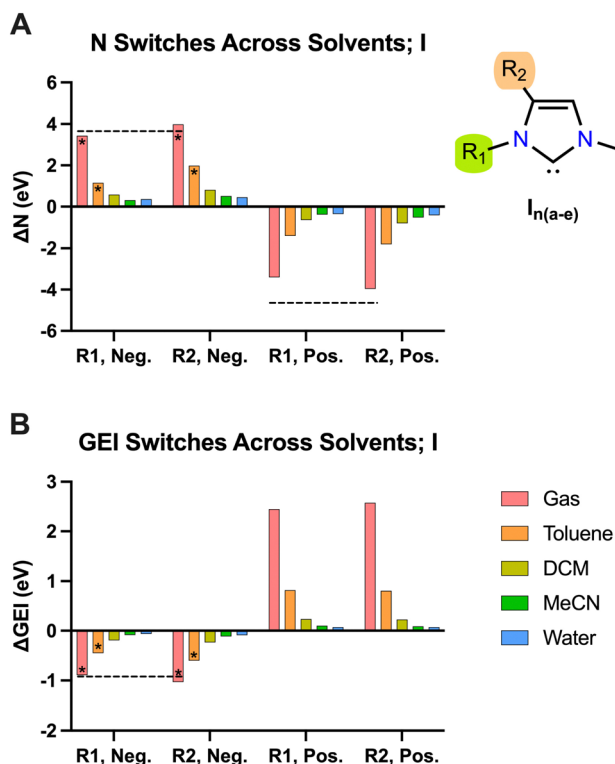 A
N Switches Across Solvents; I
ΔN (eV)
6
4
2
0
-2
-4
-6
*
*
*
*
R1, Neg.
R2, Neg.
R1, Pos.
R2, Pos.
R2
R1
N
N
In(a-e)
B
GEI Switches Across Solvents; I
ΔGEI (eV)
3
2
1
0
-1
-2
*
*
*
*
R1, Neg.
R2, Neg.
R1, Pos.
R2, Pos.
Gas
Toluene
DCM
MeCN
Water